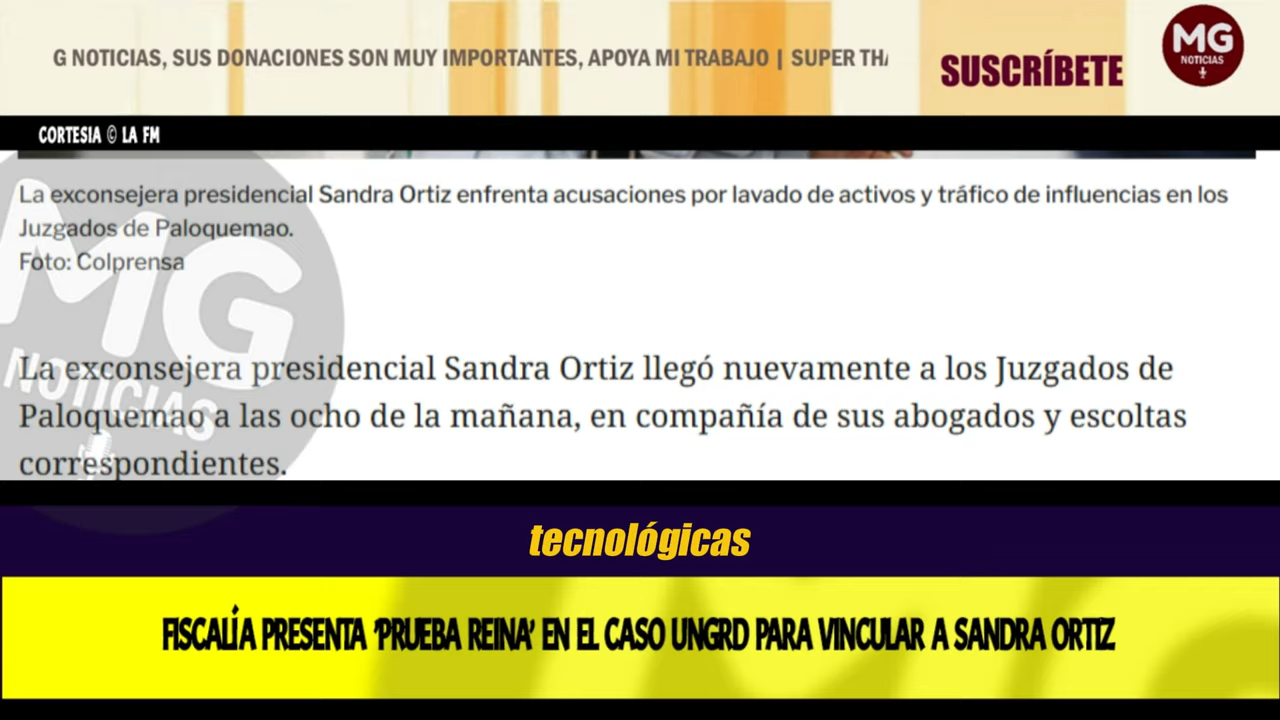 G NOTICIAS, SUS DONACIONES SON MUY IMPORTANTES, APOYA MI TRABAJO | SUPER
SUSCRÍBETE
MG
NOTICIAS
CORTESIA © LA FM
La exconsejera presidencial Sandra Ortiz enfrenta acusaciones por lavado de activos y tráfico de influencias en los
Juzgados de Paloquemao.
Foto: Colprensa
MG
NOTICIAS
La exconsejera presidencial Sandra Ortiz llegó nuevamente a los Juzgados de
Paloquemao a las ocho de la mañana, en compañía de sus abogados y escoltas
correspondientes.
tecnológicas
FISCALÍA PRESENTA 'PRUEBA REINA' EN EL CASO UNGRD PARA VINCULAR A SANDRA ORTIZ